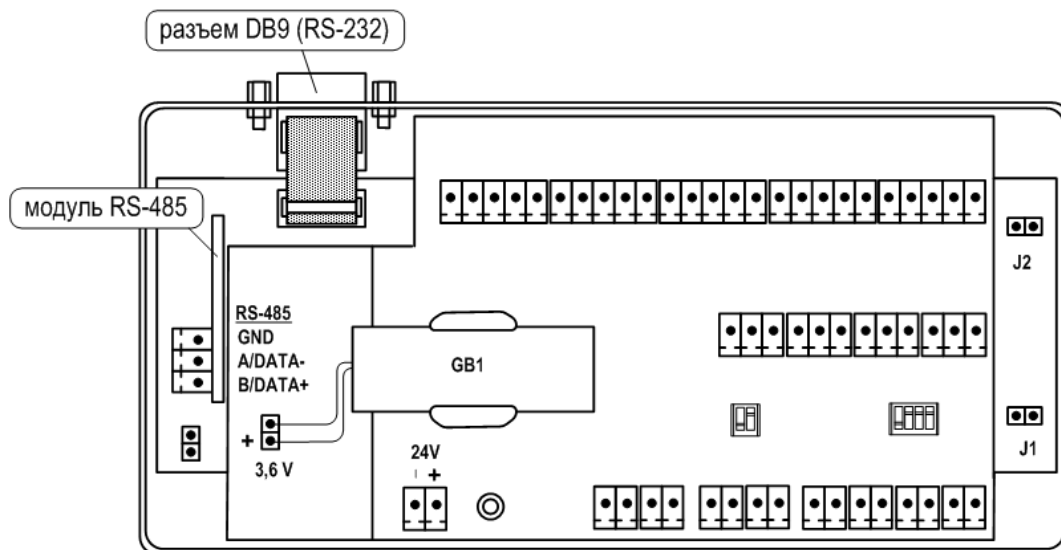 разъем DB9 (RS-232)
модуль RS-485
J2
RS-485
GND
A/DATA-
B/DATA+
GB1
+
3,6 V
24V
– +
J1